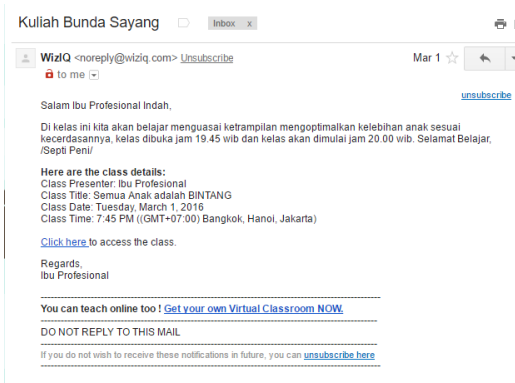 Kuliah Bunda Sayang
Inbox x
WizIQ <noreply@wiziq.com> Unsubscribe
Mar 1
to me
unsubscribe
Salam Ibu Profesional Indah,
Di kelas ini kita akan belajar menguasai ketrampilan mengoptimalkan kelebihan anak sesuai
kecerdasannya, kelas dibuka jam 19.45 wib dan kelas akan dimulai jam 20.00 wib. Selamat Belajar,
/Septi Peni/
Here are the class details:
Class Presenter: Ibu Profesional
Class Title: Semua Anak adalah BINTANG
Class Date: Tuesday, March 1, 2016
Class Time: 7:45 PM ((GMT+07:00) Bangkok, Hanoi, Jakarta)
Click here to access the class.
Regards,
Ibu Profesional
You can teach online too ! Get your own Virtual Classroom NOW.
DO NOT REPLY TO THIS MAIL
If you do not wish to receive these notifications in future, you can unsubscribe here